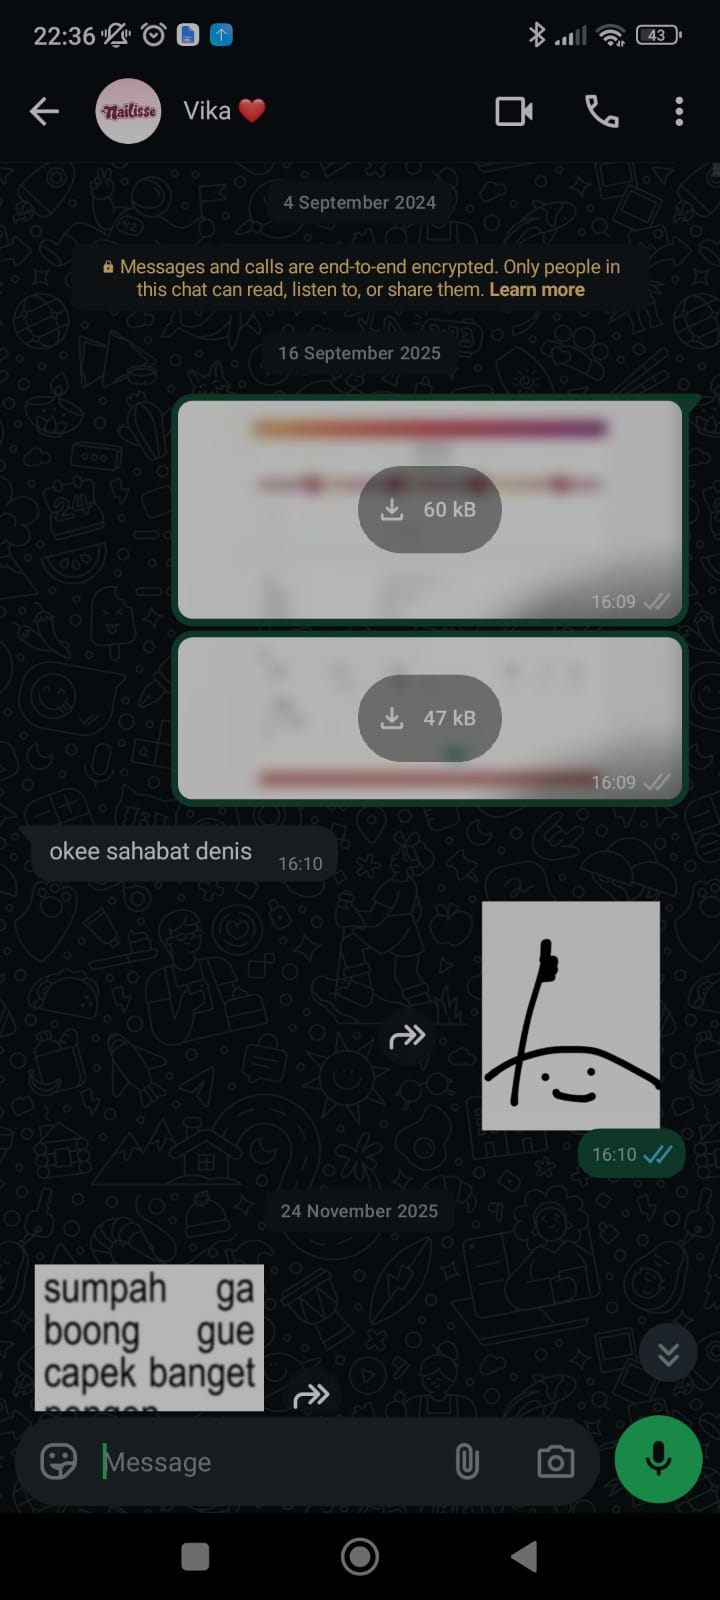 22:36
43
Nailisse
Vika ❤️
4 September 2024
Messages and calls are end-to-end encrypted. Only people in
this chat can read, listen to, or share them. Learn more
16 September 2025
60 kB
16:09
47 kB
16:09
okee sahabat denis 16:10
16:10
24 November 2025
sumpah ga
boong gue
capek banget
Message